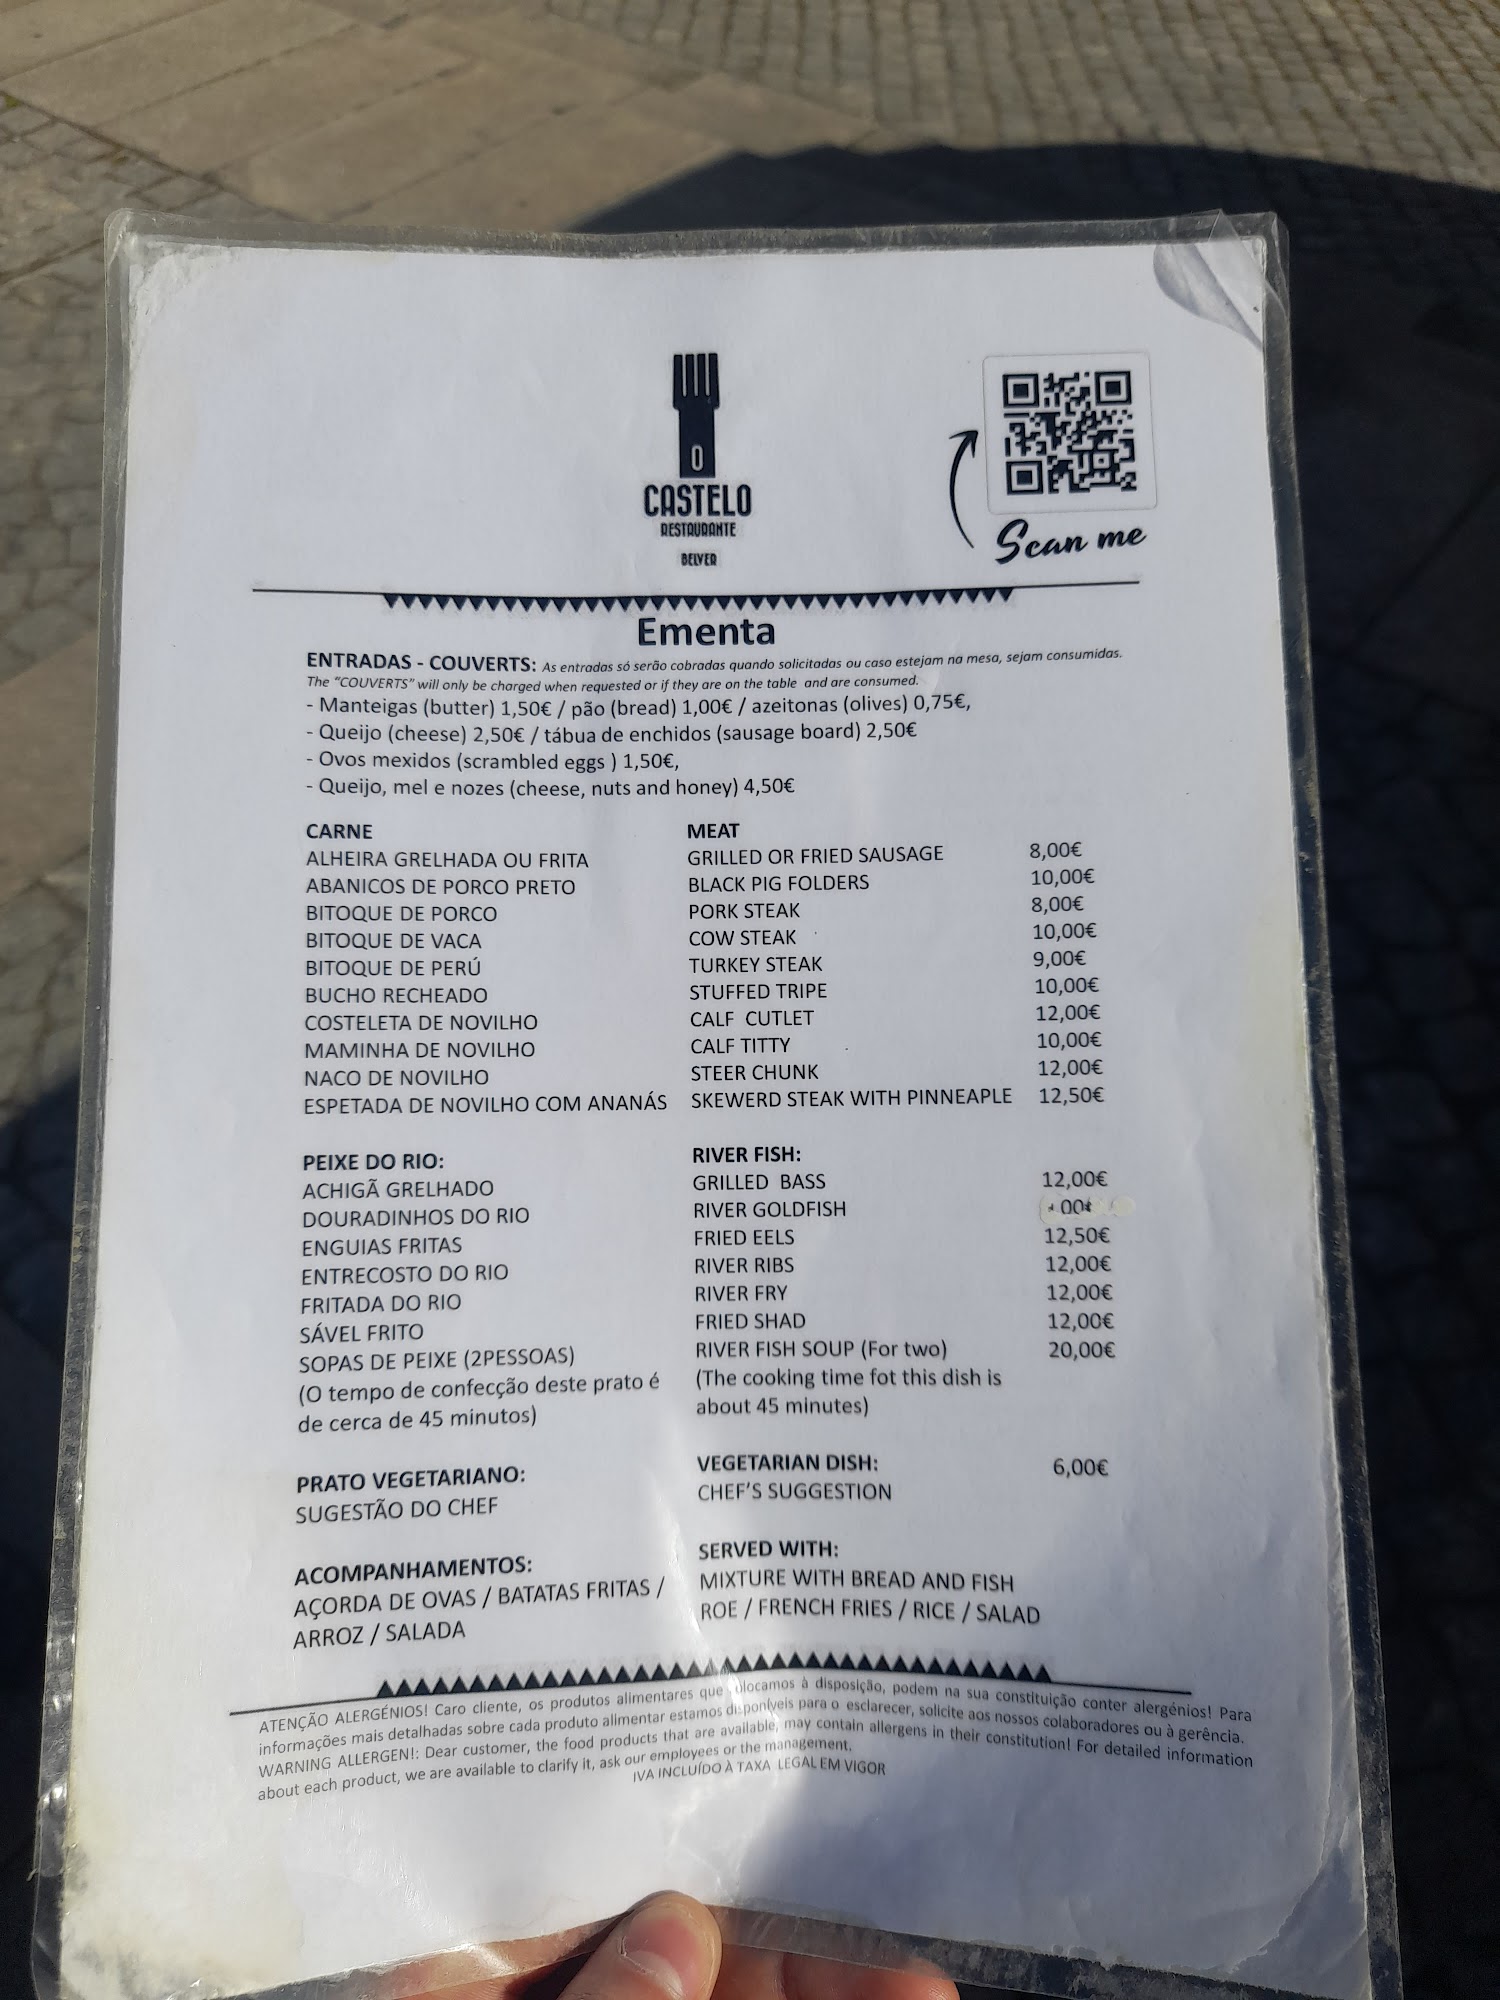 O
CASTELO
RESTAURANTE
BELVER
Scan me
Ementa
ENTRADAS - COUVERTS: As entradas só serão cobradas quando solicitadas ou caso estejam na mesa, sejam consumidas.
The "COUVERTS" will only be charged when requested or if they are on the table and are consumed.
- Manteigas (butter) 1,50€ / pão (bread) 1,00€ / azeitonas (olives) 0,75€,
- Queijo (cheese) 2,50€ / tábua de enchidos (sausage board) 2,50€
- Ovos mexidos (scrambled eggs ) 1,50€,
- Queijo, mel e nozes (cheese, nuts and honey) 4,50€
CARNE MEAT
ALHEIRA GRELHADA OU FRITA GRILLED OR FRIED SAUSAGE 8,00€
ABANICOS DE PORCO PRETO BLACK PIG FOLDERS 10,00€
BITOQUE DE PORCO PORK STEAK 8,00€
BITOQUE DE VACA COW STEAK 10,00€
BITOQUE DE PERÚ TURKEY STEAK 9,00€
BUCHO RECHEADO STUFFED TRIPE 10,00€
COSTELETA DE NOVILHO CALF CUTLET 12,00€
MAMINHA DE NOVILHO CALF TITTY 10,00€
NACO DE NOVILHO STEER CHUNK 12,00€
ESPETADA DE NOVILHO COM ANANÁS SKEWERD STEAK WITH PINNEAPLE 12,50€
PEIXE DO RIO: RIVER FISH:
ACHIGÃ GRELHADO GRILLED BASS 12,00€
DOURADINHOS DO RIO RIVER GOLDFISH
ENGUIAS FRITAS FRIED EELS 12,50€
ENTRECOSTO DO RIO RIVER RIBS 12,00€
FRITADA DO RIO RIVER FRY 12,00€
SÁVEL FRITO FRIED SHAD 12,00€
SOPAS DE PEIXE (2PESSOAS) RIVER FISH SOUP (For two) 20,00€
(O tempo de confecção deste prato é (The cooking time fot this dish is
de cerca de 45 minutos) about 45 minutes)
PRATO VEGETARIANO: VEGETARIAN DISH: 6,00€
SUGESTÃO DO CHEF CHEF'S SUGGESTION
ACOMPANHAMENTOS: SERVED WITH:
AÇORDA DE OVAS / BATATAS FRITAS / MIXTURE WITH BREAD AND FISH
ARROZ / SALADA ROE / FRENCH FRIES / RICE / SALAD
ATENÇÃO ALERGÉNIOS! Caro cliente, os produtos alimentares que colocamos à disposição, podem na sua constituição conter alergénios! Para
informações mais detalhadas sobre cada produto alimentar estamos disponíveis para o esclarecer, solicite aos nossos colaboradores ou à gerência.
WARNING ALLERGEN!: Dear customer, the food products that are available, may contain allergens in their constitution! For detailed information
about each product, we are available to clarify it, ask our employees or the management.
IVA INCLUÍDO À TAXA LEGAL EM VIGOR